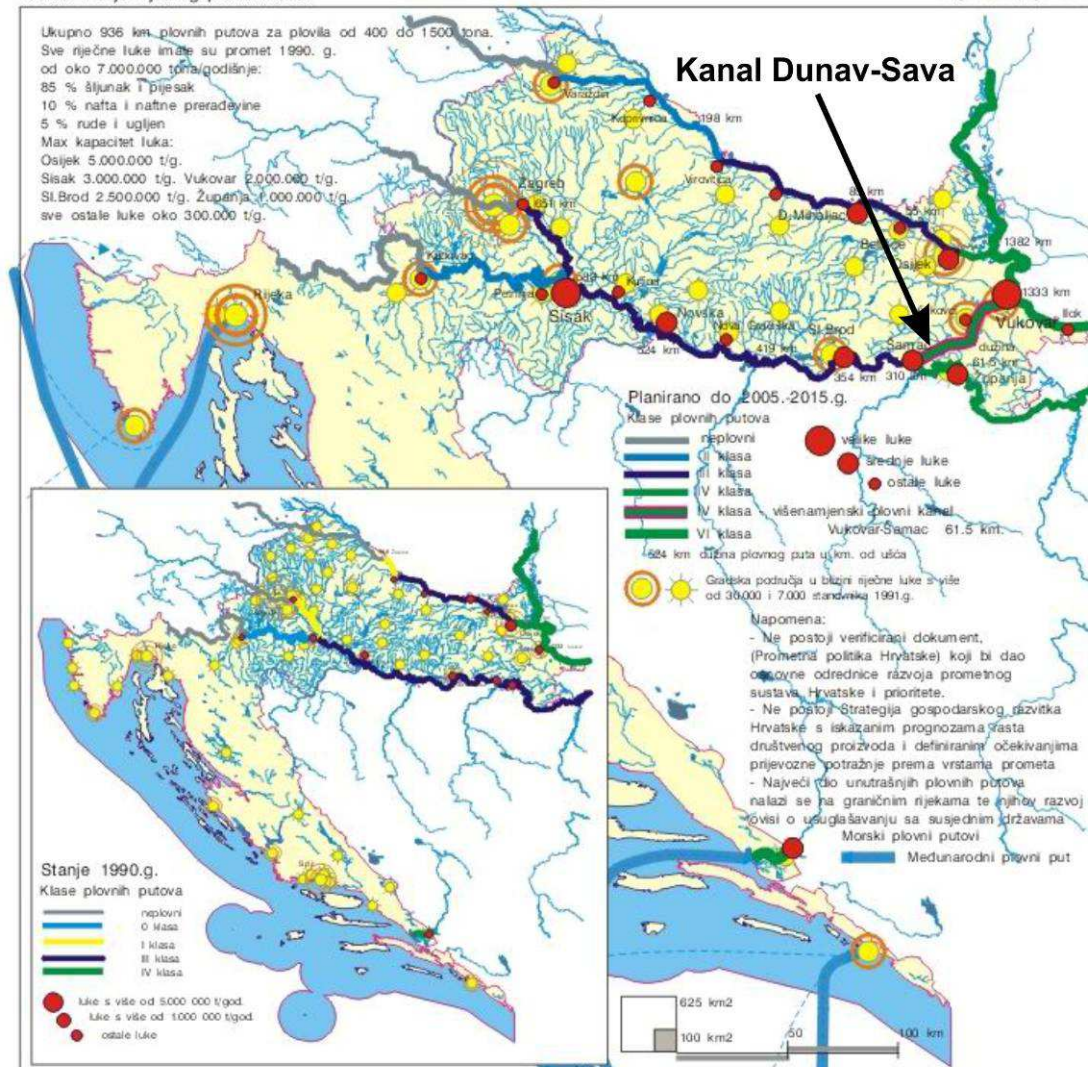 Ukupno 936 km plovnih putova za plovila od 400 do 1500 tona.
Sve riječne luke imale su promet 1990. g.
od oko 7.000.000 tona/godišnje:
85 % šljunak i pijesak
10 % nafta i naftne prerađevine
5 % rude i ugljen
Max kapacitet luka:
Osijek 5.000.000 t/g.
Sisak 3.000.000 t/g. Vukovar 2.000.000 t/g.
Sl.Brod 2.500.000 t/g. Županja 1.000.000 t/g.
sve ostale luke oko 300.000 t/g.
Kanal Dunav-Sava
Varaždin
Koprivnica
198 km
Virovitica
Zagreb
651 km
D. Miholjac
55 km
Belišće
Osijek
1382 km
Karlovac
Rijeka
Sisak
Novska
Nova Gradiška
Sl.Brod
524 km
419 km
354 km
Šamac
dužina
61.5 km
Županja
1333 km
Vukovar
Ilok
Planirano do 2005.-2015.g.
Klase plovnih putova
neplovni
II klasa
III klasa
IV klasa
IV klasa - višenamjenski plovni kanal
Vukovar-Samac 61.5 km.
VI klasa
velike luke
srednje luke
ostale luke
524 km dužina plovnog puta u km. od ušća
Gradska područja u blizini riječne luke s više
od 30.000 i 7.000 stanovnika 1991.g.
Napomena:
- Ne postoji verificirani dokument,
(Prometna politika Hrvatske) koji bi dao
osnovne odrednice razvoja prometnog
sustava Hrvatske i prioritete.
- Ne postoji Strategija gospodarskog razvitka
Hrvatske s iskazanim prognozama rasta
društvenog proizvoda i definiranim očekivanjima
prijevozne potražnje prema vrstama prometa
- Najveći dio unutrašnjih plovnih putova
nalazi se na graničnim rijekama te njihov razvoj
ovisi o usuglašavanju sa susjednim državama
Morski plovni putovi
Međunarodni plovni put
Stanje 1990.g.
Klase plovnih putova
neplovni
0 klasa
I klasa
III klasa
IV klasa
luke s više od 5.000 000 t/god.
luke s više od 1.000 000 t/god.
ostale luke
Split
625 km2
100 km2
50
100 km